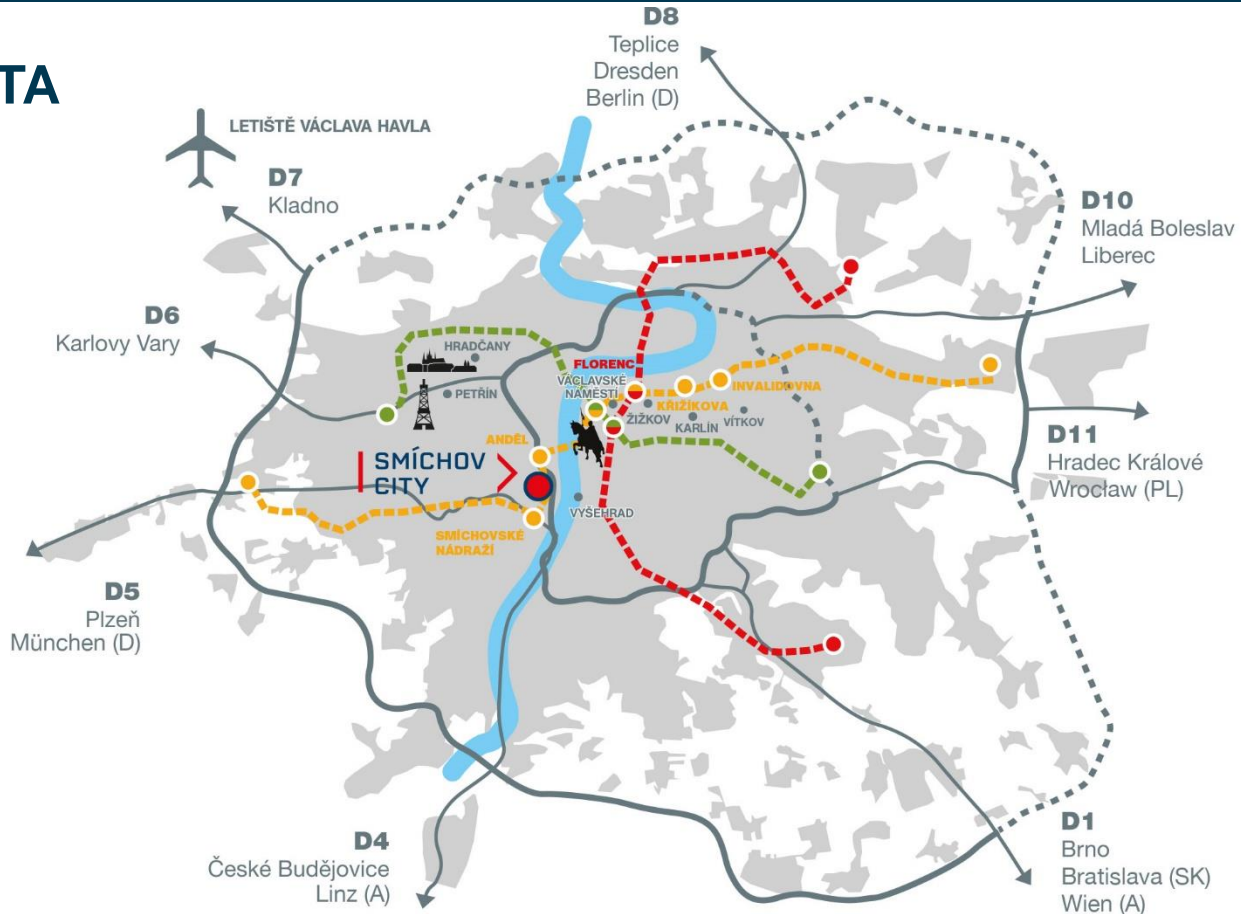 TA
D8
Teplice
Dresden
Berlin (D)
LETIŠTĚ VÁCLAVA HAVLA
D7
Kladno
D10
Mladá Boleslav
Liberec
D6
Karlovy Vary
HRADČANY
PETŘÍN
FLORENC
VÁCLAVSKÉ
NÁMĚSTÍ
INVALIDOVNA
KŘIŽÍKOVA
ŽIŽKOV
KARLÍN
VÍTKOV
ANDĚL
SMÍCHOV
CITY
D11
Hradec Králové
Wrocław (PL)
VYŠEHRAD
SMÍCHOVSKÉ
NÁDRAŽÍ
D5
Plzeň
München (D)
D4
České Budějovice
Linz (A)
D1
Brno
Bratislava (SK)
Wien (A)